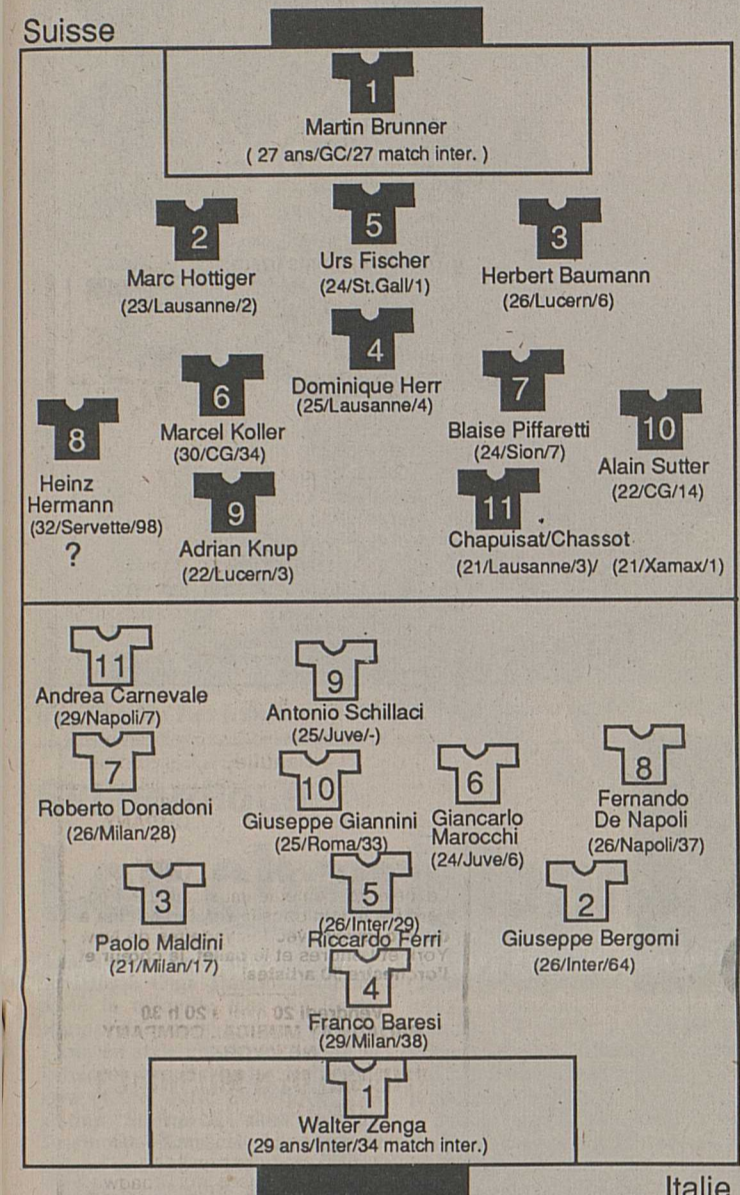 Suisse
1
Martin Brunner
( 27 ans/GC/27 match inter. )
2
Marc Hottiger
(23/Lausanne/2)
5
Urs Fischer
(24/St.Gall/1)
3
Herbert Baumann
(26/Lucern/6)
4
Dominique Herr
(25/Lausanne/4)
8
Heinz
Hermann
(32/Servette/98)
?
6
Marcel Koller
(30/CG/34)
7
Blaise Piffaretti
(24/Sion/7)
10
Alain Sutter
(22/CG/14)
9
Adrian Knup
(22/Lucern/3)
11
Chapuisat/Chassot
(21/Lausanne/3)/ (21/Xamax/1)
11
Andrea Carnevale
(29/Napoli/7)
9
Antonio Schillaci
(25/Juve/-)
7
Roberto Donadoni
(26/Milan/28)
10
Giuseppe Giannini
(25/Roma/33)
6
Giancarlo
Marocchi
(24/Juve/6)
8
Fernando
De Napoli
(26/Napoli/37)
3
Paolo Maldini
(21/Milan/17)
5
(26/Inter/29)
Riccardo Ferri
2
Giuseppe Bergomi
(26/Inter/64)
4
Franco Baresi
(29/Milan/38)
1
Walter Zenga
(29 ans/Inter/34 match inter.)
Italie